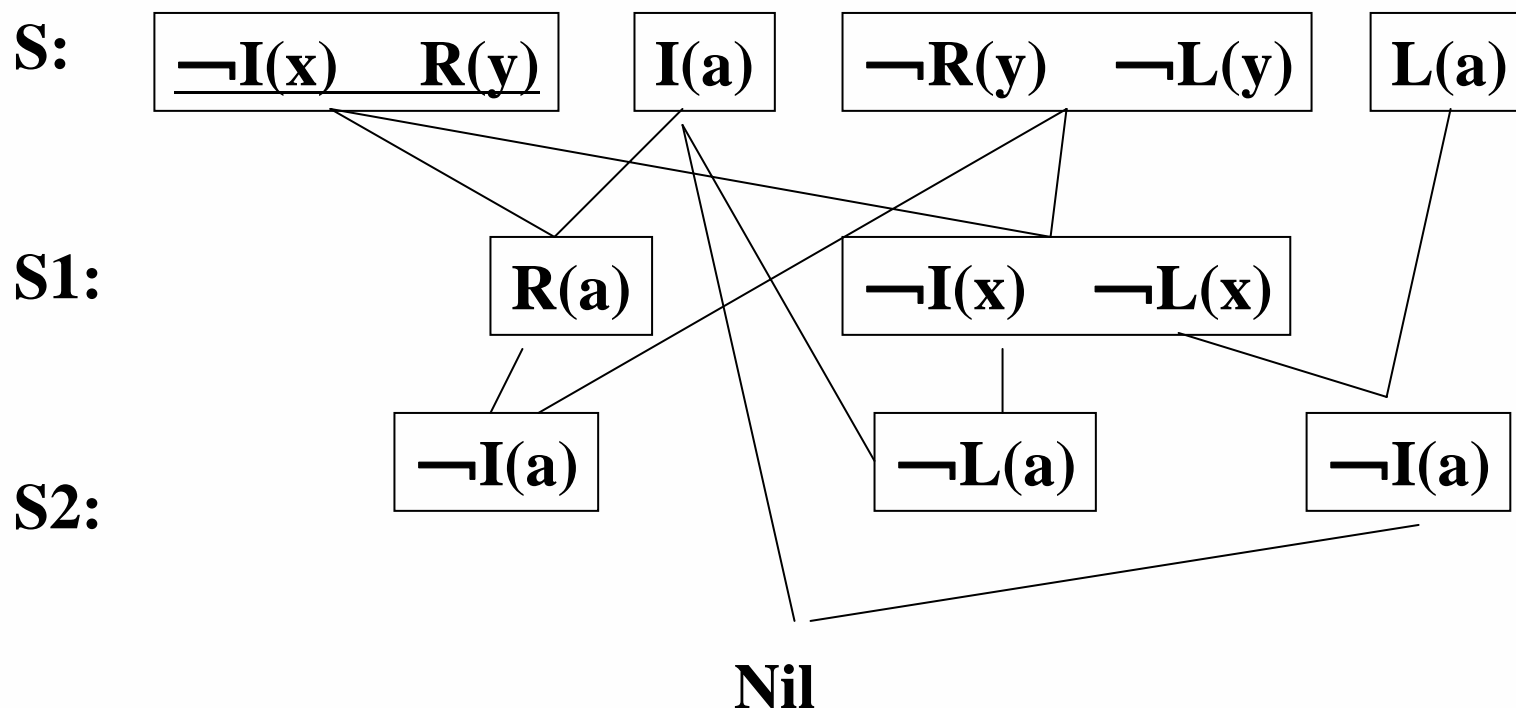 S: ¬I(x) R(y) I(a) ¬R(y) ¬L(y) L(a)
S1: R(a) ¬I(x) ¬L(x)
¬I(a) ¬L(a) ¬I(a)
S2:
Nil